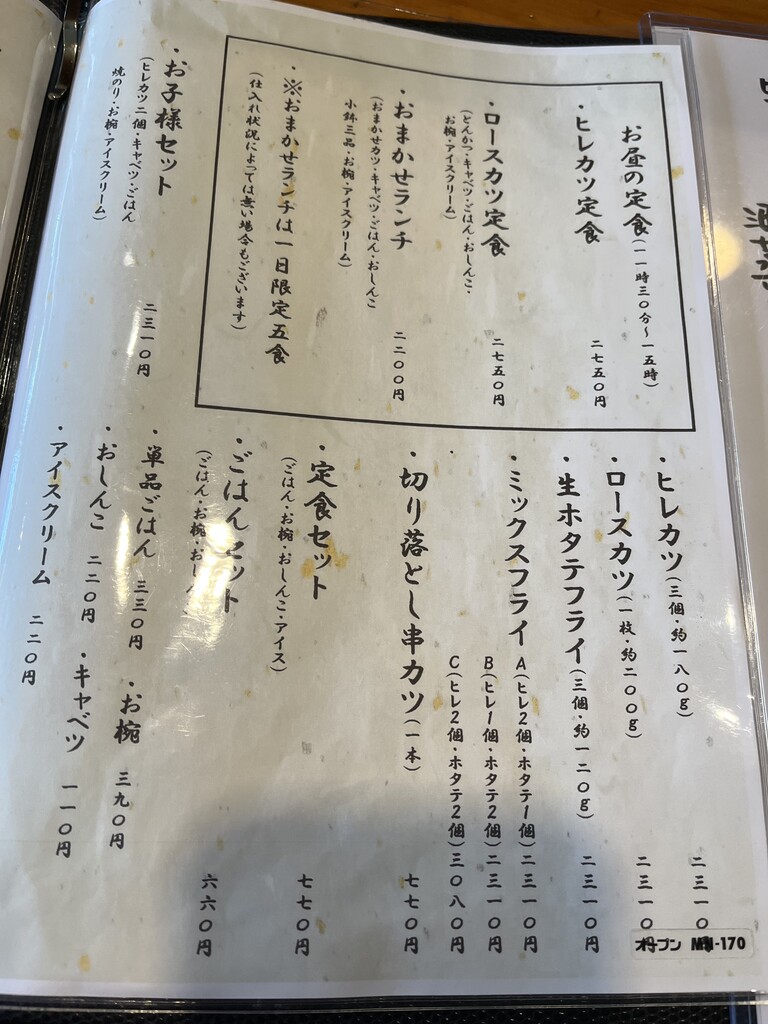 お昼の定食(一一時三〇分〜一五時)
・ヒレカツ定食 二七五〇円
・ロースカツ定食 二七五〇円
(とんかつ・キャベツ・ごはん・おしんこ・
お椀・アイスクリーム)
・おまかせランチ 二二〇〇円
(おまかせカツ・キャベツ・ごはん・おしんこ
小鉢三品・お椀・アイスクリーム)
・※おまかせランチは一日限定五食
(仕入れ状況によっては無い場合もございます)
・お子様セット 二三一〇円
(ヒレカツ二個・キャベツ・ごはん
焼のり・お椀・アイスクリーム)
・ヒレカツ(三個・約一八〇g) 二三一〇
・ロースカツ(一枚・約二〇〇g) 二三一〇
・生ホタテフライ(三個・約一二〇g) 二三一〇円
・ミックスフライ A(ヒレ2個・ホタテ1個)二三一〇円
B(ヒレ1個・ホタテ2個)二三一〇円
・ C(ヒレ2個・ホタテ2個)三〇八〇円
・切り落とし串カツ(一本) 七七〇円
・定食セット 七七〇円
(ごはん・お椀・おしんこ・アイス)
・ごはんセット 六六〇円
(ごはん・お椀・おし
・単品ごはん 三三〇円 ・お椀 三九〇円
・おしんこ 二二〇円 ・キャベツ 一一〇円
・アイスクリーム 二二〇円
-170